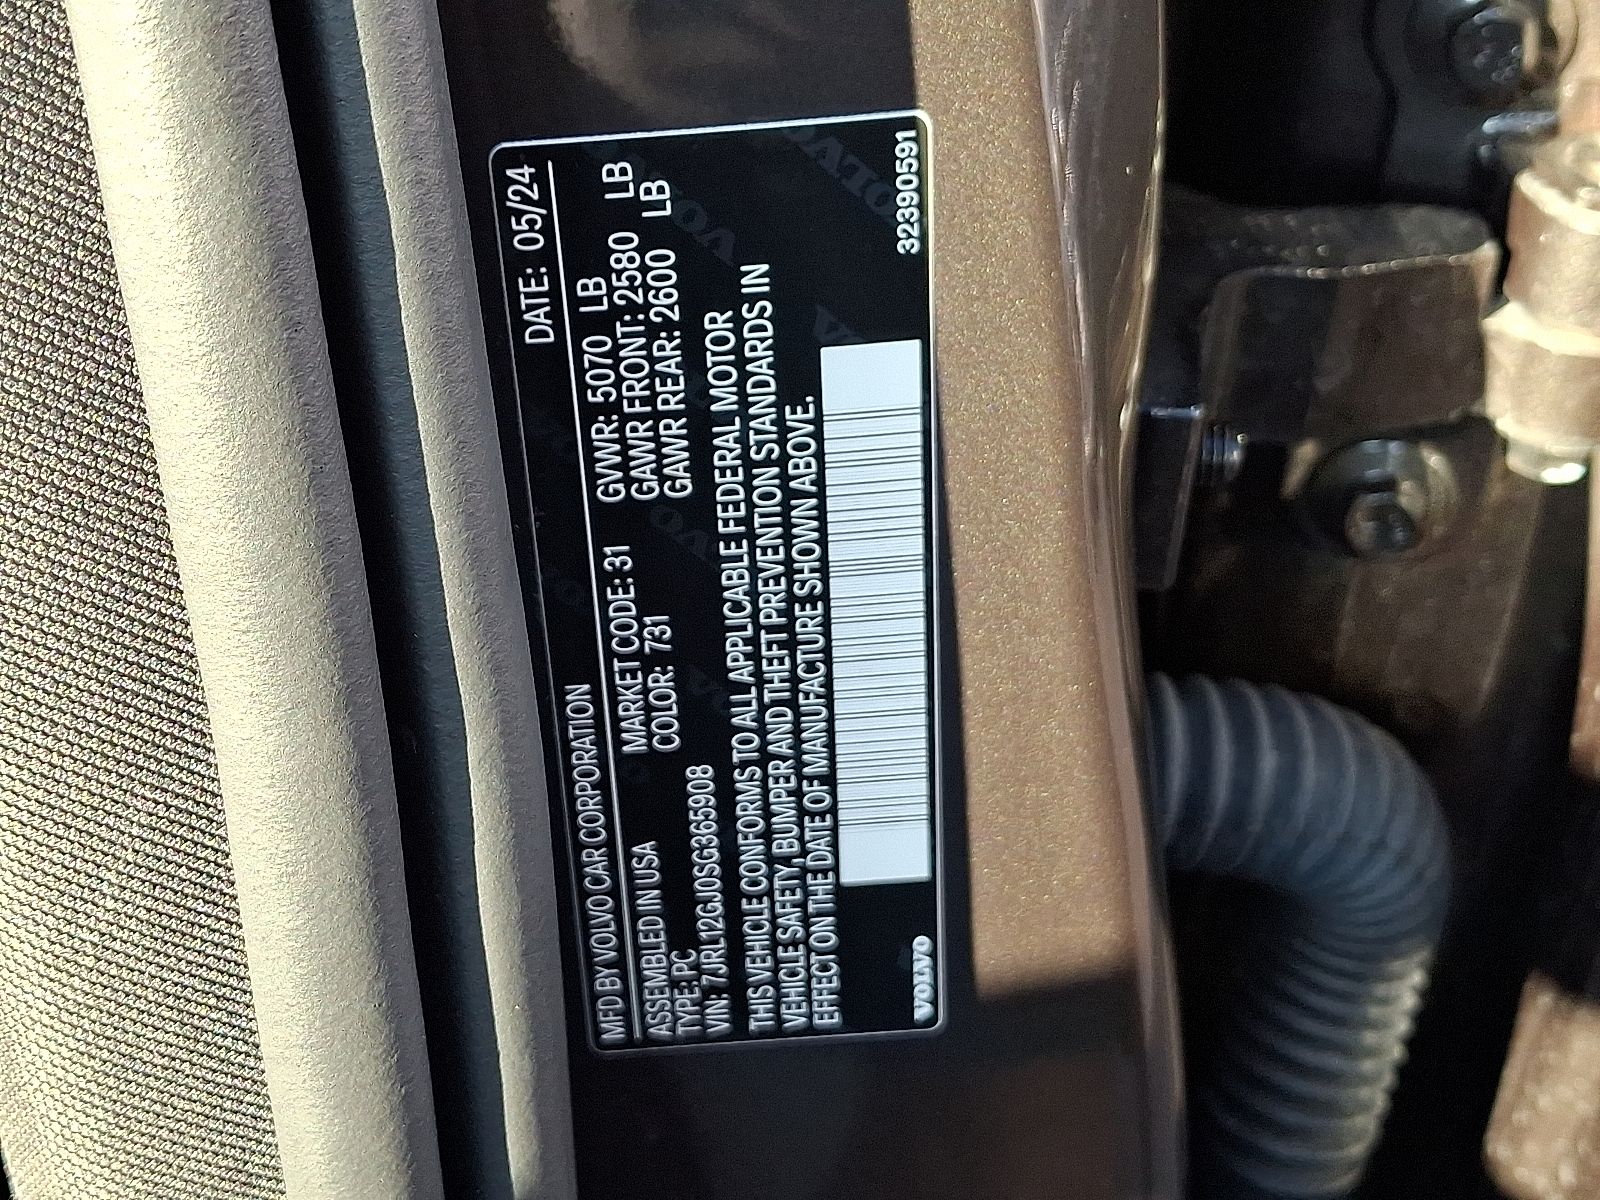 MFD BY VOLVO CAR CORPORATION DATE: 05/24
ASSEMBLED IN USA MARKET CODE: 31 GVWR: 5070 LB
TYPE: PC COLOR: 731 GAWR FRONT: 2580 LB
VIN: 7JRL12GJ0SG365908 GAWR REAR: 2600 LB
THIS VEHICLE CONFORMS TO ALL APPLICABLE FEDERAL MOTOR
VEHICLE SAFETY, BUMPER AND THEFT PREVENTION STANDARDS IN
EFFECT ON THE DATE OF MANUFACTURE SHOWN ABOVE.
VOLVO 32390591